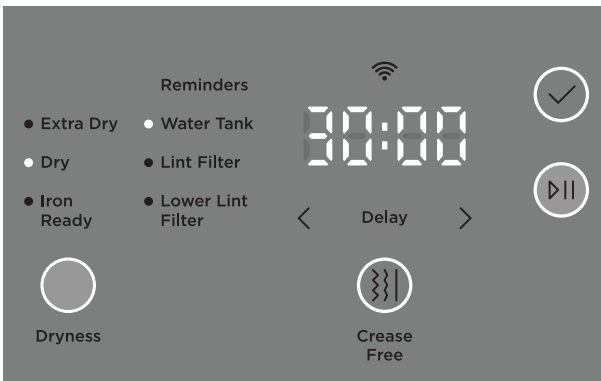 Reminders
Extra Dry
Dry
Iron
Ready
Water Tank
Lint Filter
Lower Lint
Filter
30:00
Delay
Dryness
Crease
Free